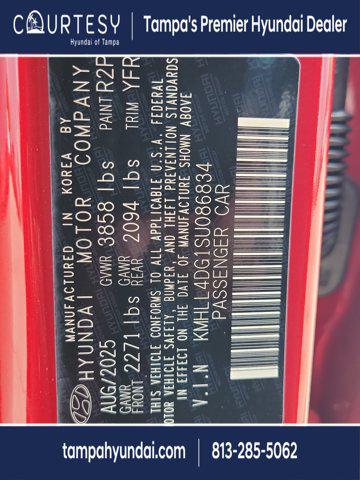 COURTESY
Hyundai of Tampa
Tampa's Premier Hyundai Dealer
MANUFACTURED IN KOREA BY
HYUNDAI MOTOR COMPANY
AUG/2025 GVWR 3858 lbs PAINT R2P
GAWR FRONT 2271 lbs GAWR REAR 2094 lbs TRIM YFR
THIS VEHICLE CONFORMS TO ALL APPLICABLE U.S.A. FEDERAL
MOTOR VEHICLE SAFETY, BUMPER, AND THEFT PREVENTION STANDARDS
IN EFFECT ON THE DATE OF MANUFACTURE SHOWN ABOVE
V.I.N KMHLL4DG1SU086834
PASSENGER CAR
tampahyundai.com
813-285-5062